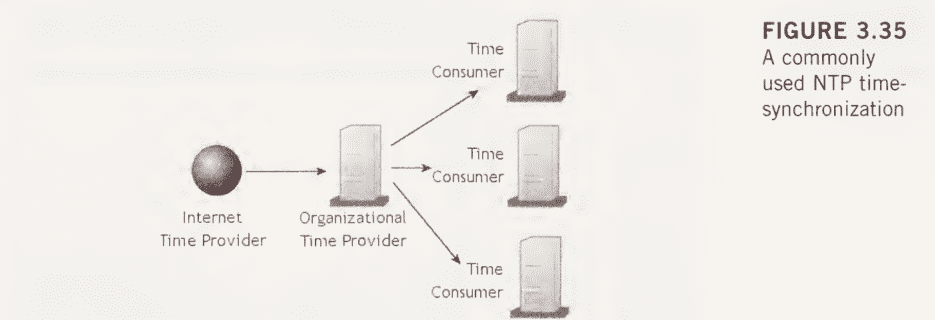 FIGURE 3.35
A commonly
used NTP time-
synchronization
Time
Consumer
Time
Consumer
Internet
Time Provider
Organizational
Time Provider
Time
Consumer